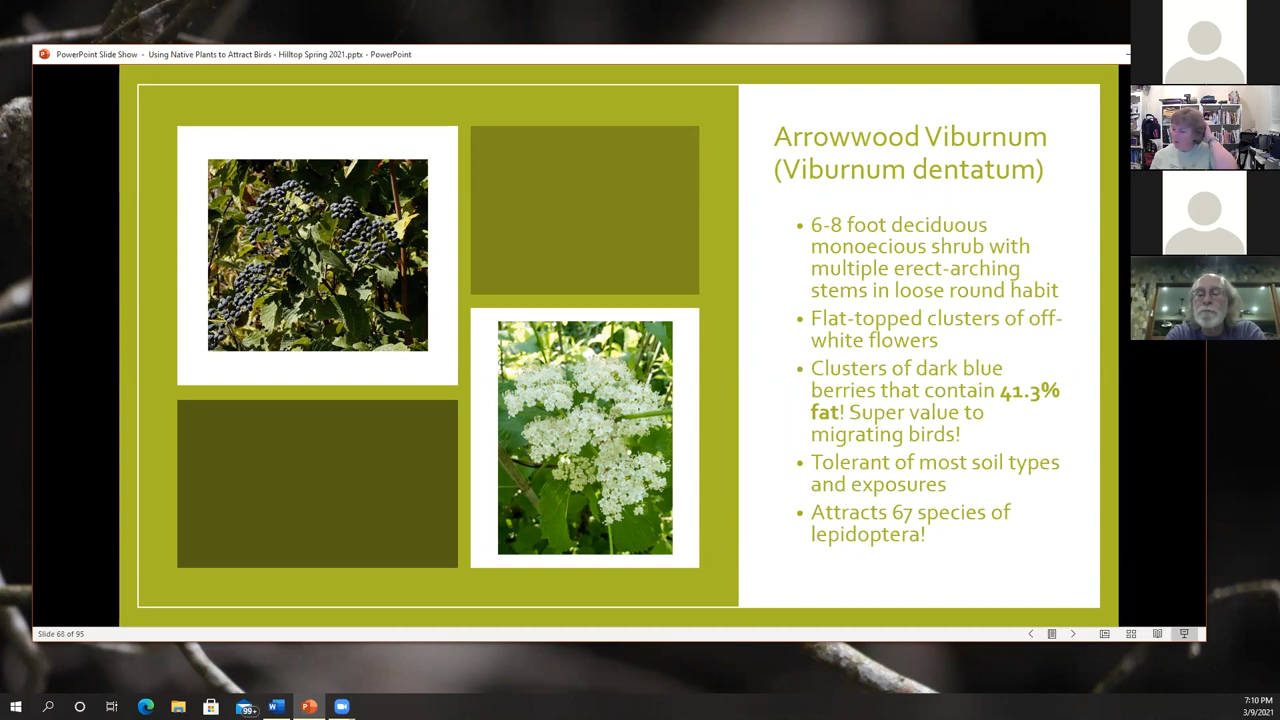 PowerPoint Slide Show - Using Native Plants to Attract Birds - Hilltop Spring 2021.pptx - PowerPoint
Arrowwood Viburnum
(Viburnum dentatum)
• 6-8 foot deciduous
monoecious shrub with
multiple erect-arching
stems in loose round habit
• Flat-topped clusters of off-
white flowers
• Clusters of dark blue
berries that contain 41.3%
fat! Super value to
migrating birds!
• Tolerant of most soil types
and exposures
• Attracts 67 species of
lepidoptera!
Slide 68 of 95
99+
7:10 PM
3/9/2021